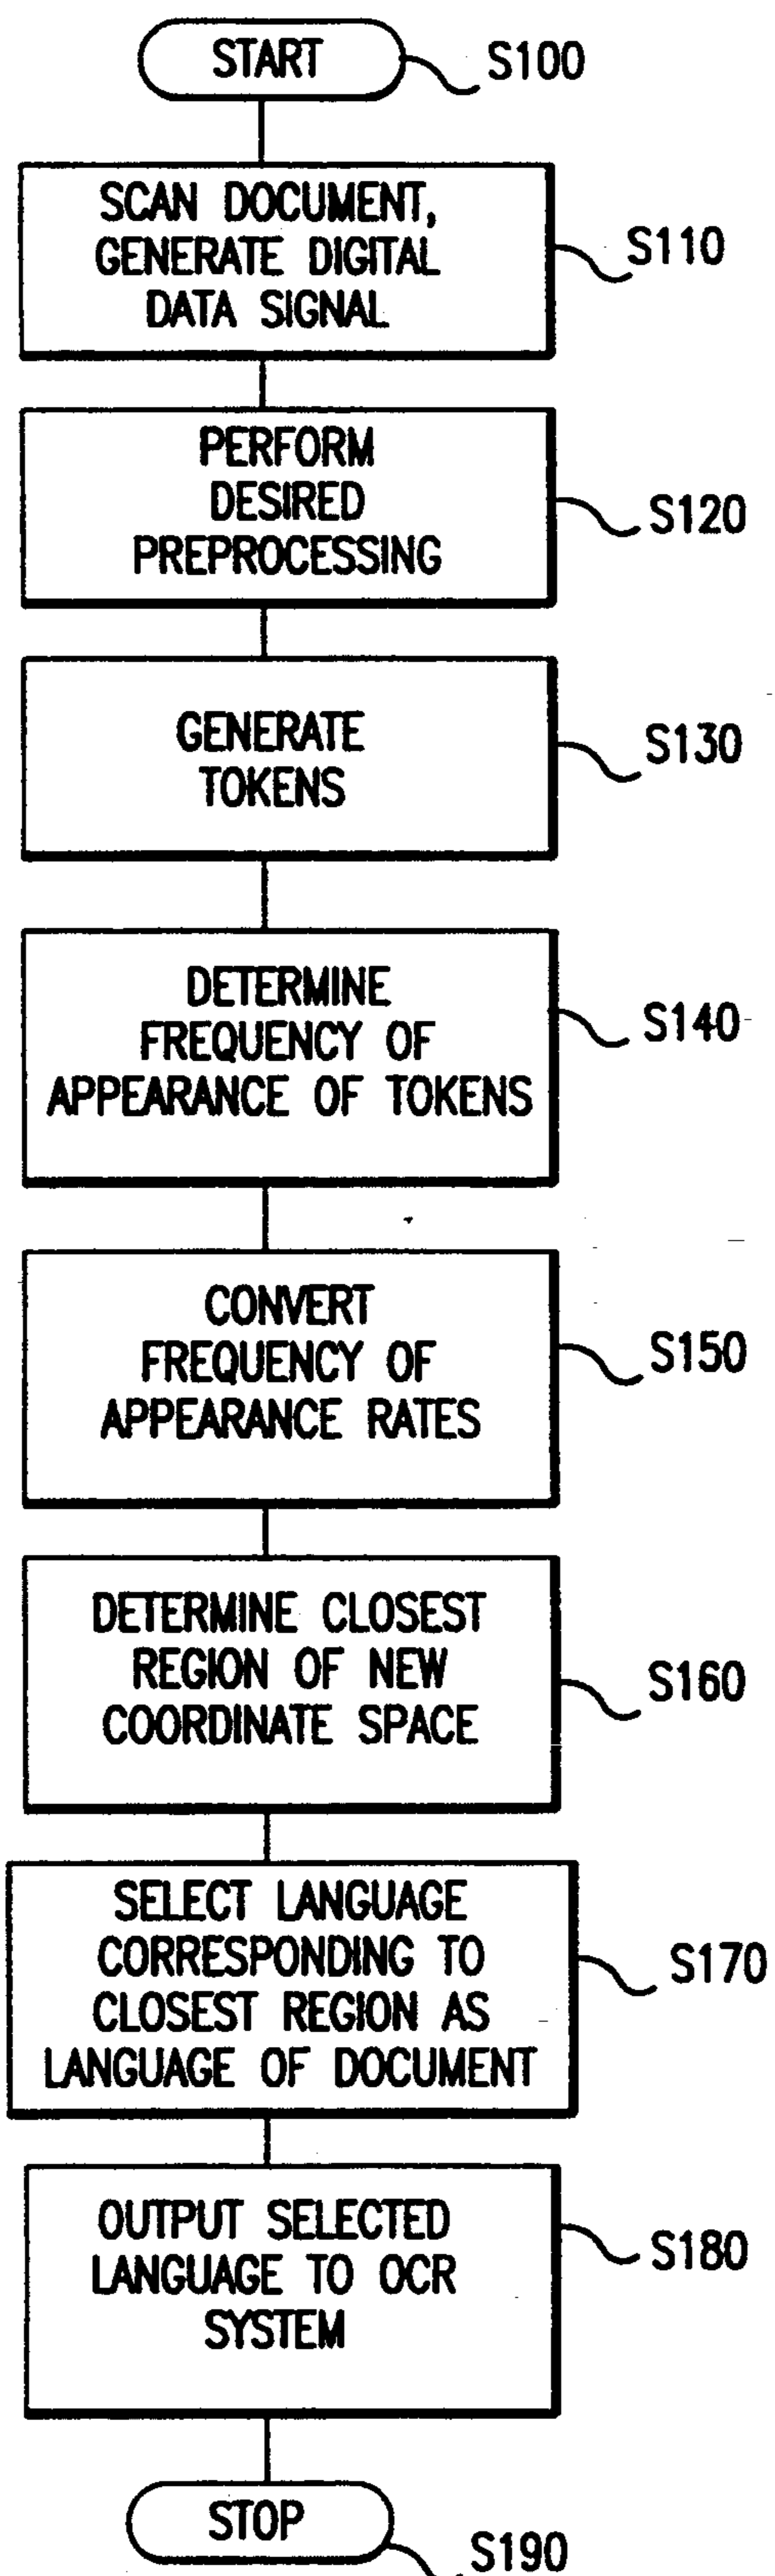 START
S100
SCAN DOCUMENT,
GENERATE DIGITAL
DATA SIGNAL
S110
PERFORM
DESIRED
PREPROCESSING
S120
GENERATE
TOKENS
S130
DETERMINE
FREQUENCY OF
APPEARANCE OF TOKENS
S140
CONVERT
FREQUENCY OF
APPEARANCE RATES
S150
DETERMINE CLOSEST
REGION OF NEW
COORDINATE SPACE
S160
SELECT LANGUAGE
CORRESPONDING TO
CLOSEST REGION AS
LANGUAGE OF DOCUMENT
S170
OUTPUT SELECTED
LANGUAGE TO OCR
SYSTEM
S180
STOP
S190